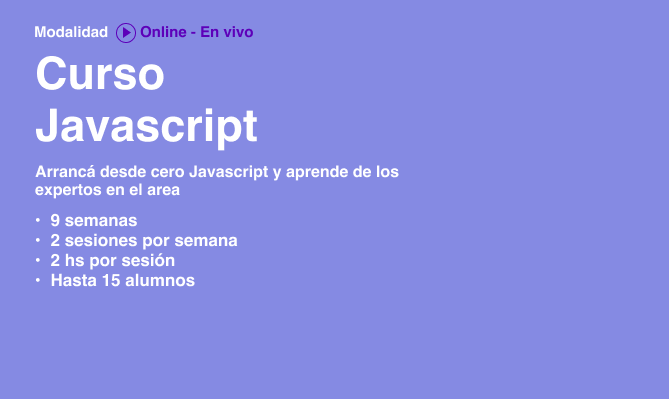 Modalidad Online - En vivo
Curso
Javascript
Arrancá desde cero Javascript y aprende de los
expertos en el area
• 9 semanas
• 2 sesiones por semana
• 2 hs por sesión
• Hasta 15 alumnos